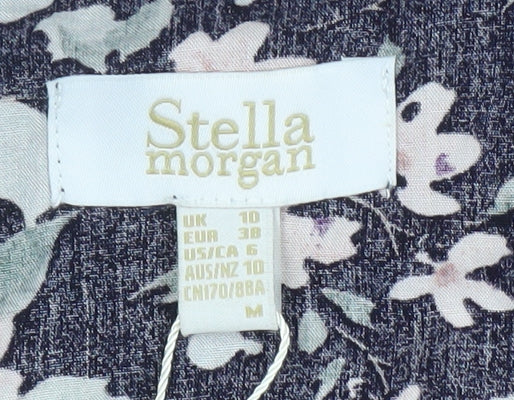 Stella
morgan
UK 10
EUR 38
US/CA 6
AUS/NZ 10
CN170/88A
M